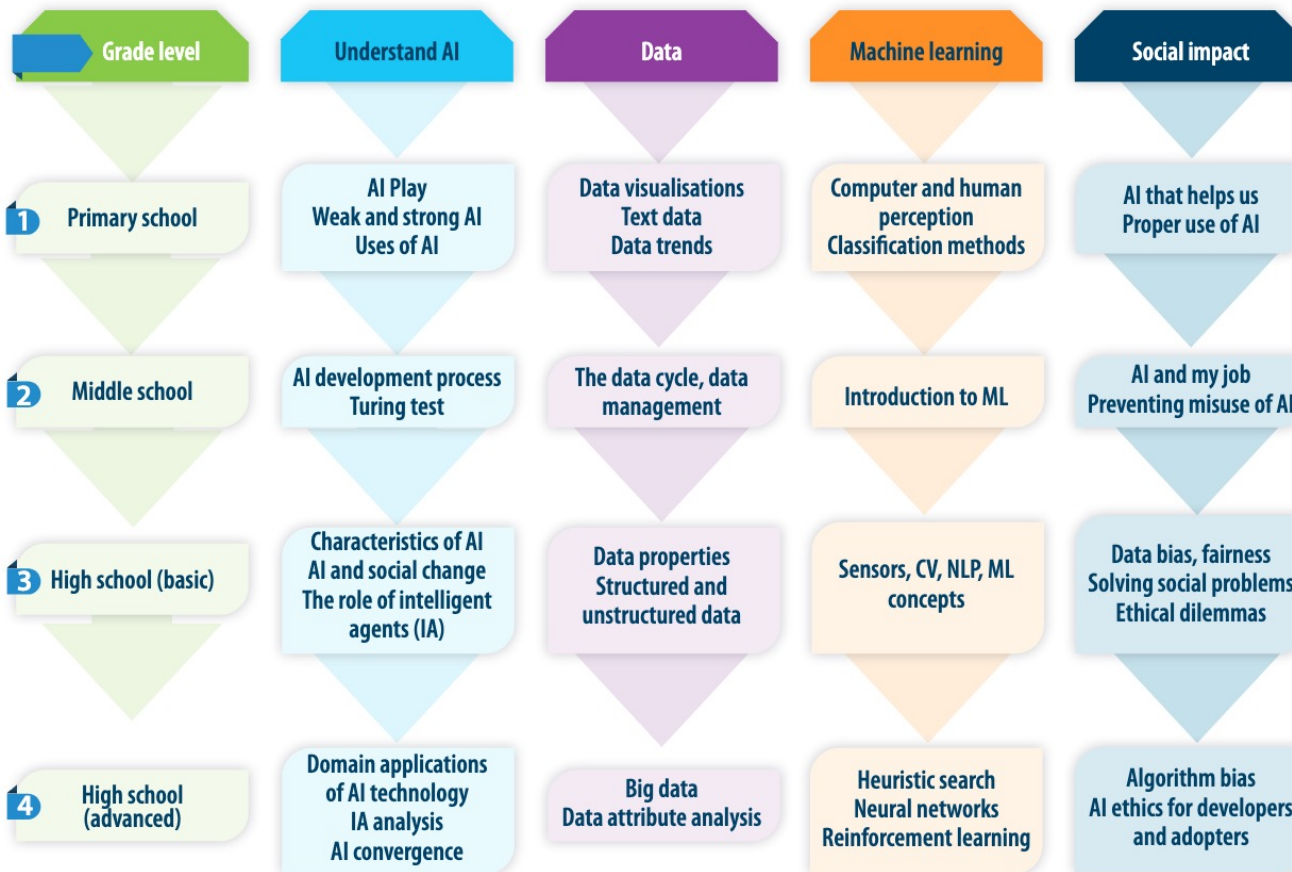 Grade level
Understand AI
Data
Machine learning
Social impact
1
Primary school
AI Play
Weak and strong AI
Uses of AI
Data visualisations
Text data
Data trends
Computer and human
perception
Classification methods
AI that helps us
Proper use of AI
2
Middle school
AI development process
Turing test
The data cycle, data
management
Introduction to ML
AI and my job
Preventing misuse of AI
3
High school (basic)
Characteristics of AI
AI and social change
The role of intelligent
agents (IA)
Data properties
Structured and
unstructured data
Sensors, CV, NLP, ML
concepts
Data bias, fairness
Solving social problems
Ethical dilemmas
4
High school
(advanced)
Domain applications
of AI technology
IA analysis
AI convergence
Big data
Data attribute analysis
Heuristic search
Neural networks
Reinforcement learning
Algorithm bias
AI ethics for developers
and adopters